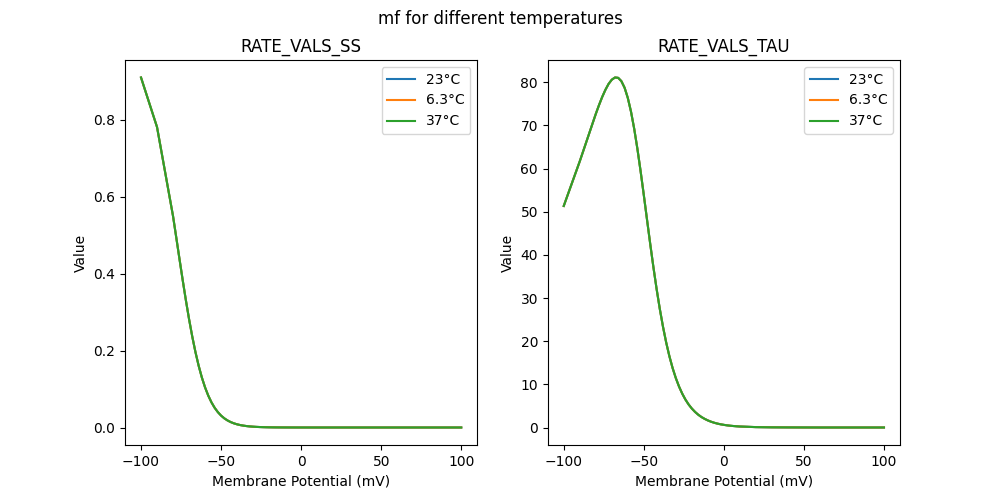 mf for different temperatures
RATE_VALS_SS
23°C
6.3°C
37°C
Value
0.8
0.6
0.4
0.2
0.0
−100
−50
0
50
100
Membrane Potential (mV)
RATE_VALS_TAU
23°C
6.3°C
37°C
Value
80
70
60
50
40
30
20
10
0
−100
−50
0
50
100
Membrane Potential (mV)